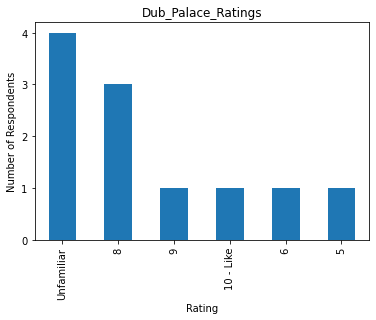 Dub_Palace_Ratings
Number of Respondents
4
3
2
1
0
Unfamiliar
8
9
10 - Like
6
5
Rating